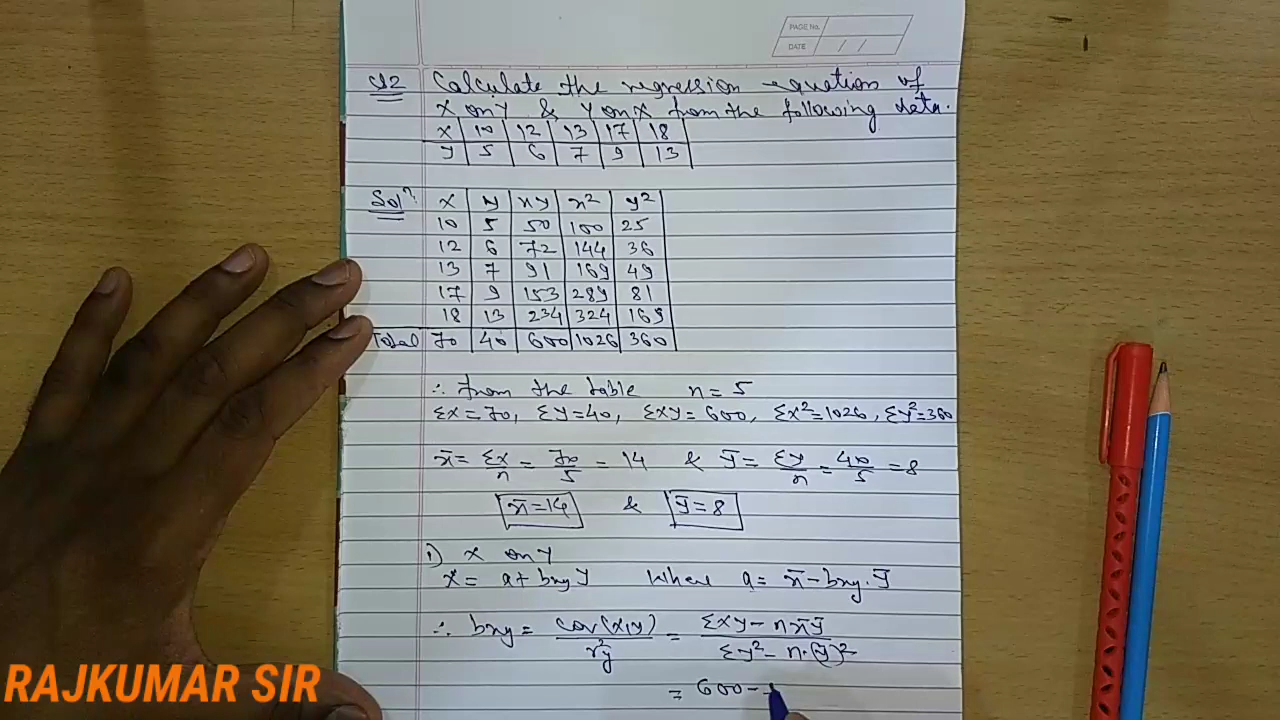 PAGE No.
DATE / /
Q2 Calculate the regression equation of
X on Y & Y on X from the following data.
X 10 12 13 17 18
y 5 6 7 9 13
Solⁿ. X y xy x² y²
10 5 50 100 25
12 6 72 144 36
13 7 91 169 49
17 9 153 289 81
18 13 234 324 169
Total 70 40 600 1026 360
∴ from the table n = 5
Σx = 70, Σy = 40, Σxy = 600, Σx² = 1026, Σy² = 360
x̄ = Σx/n = 70/5 = 14 & ȳ = Σy/n = 40/5 = 8
x̄ = 14 & ȳ = 8
i) X on Y
x = a + bxy y Where a = x̄ - bxy . ȳ
∴ bxy = cov(x,y)/σ²y = Σxy - n x̄ ȳ / Σy² - n.(ȳ)²
= 600 -
RAJKUMAR SIR